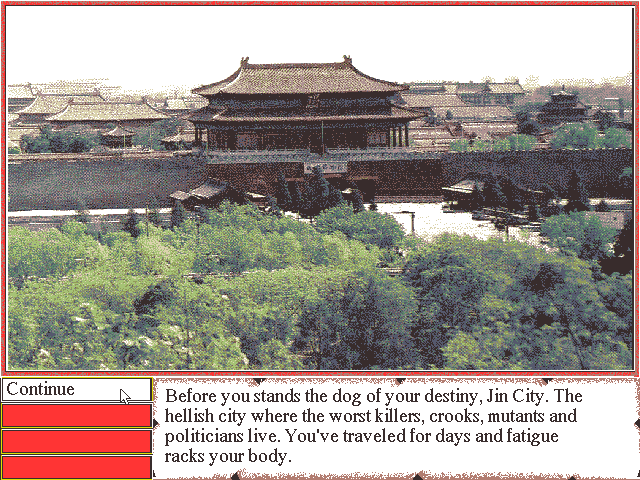 Continue
Before you stands the dog of your destiny, Jin City. The
hellish city where the worst killers, crooks, mutants and
politicians live. You've traveled for days and fatigue
racks your body.